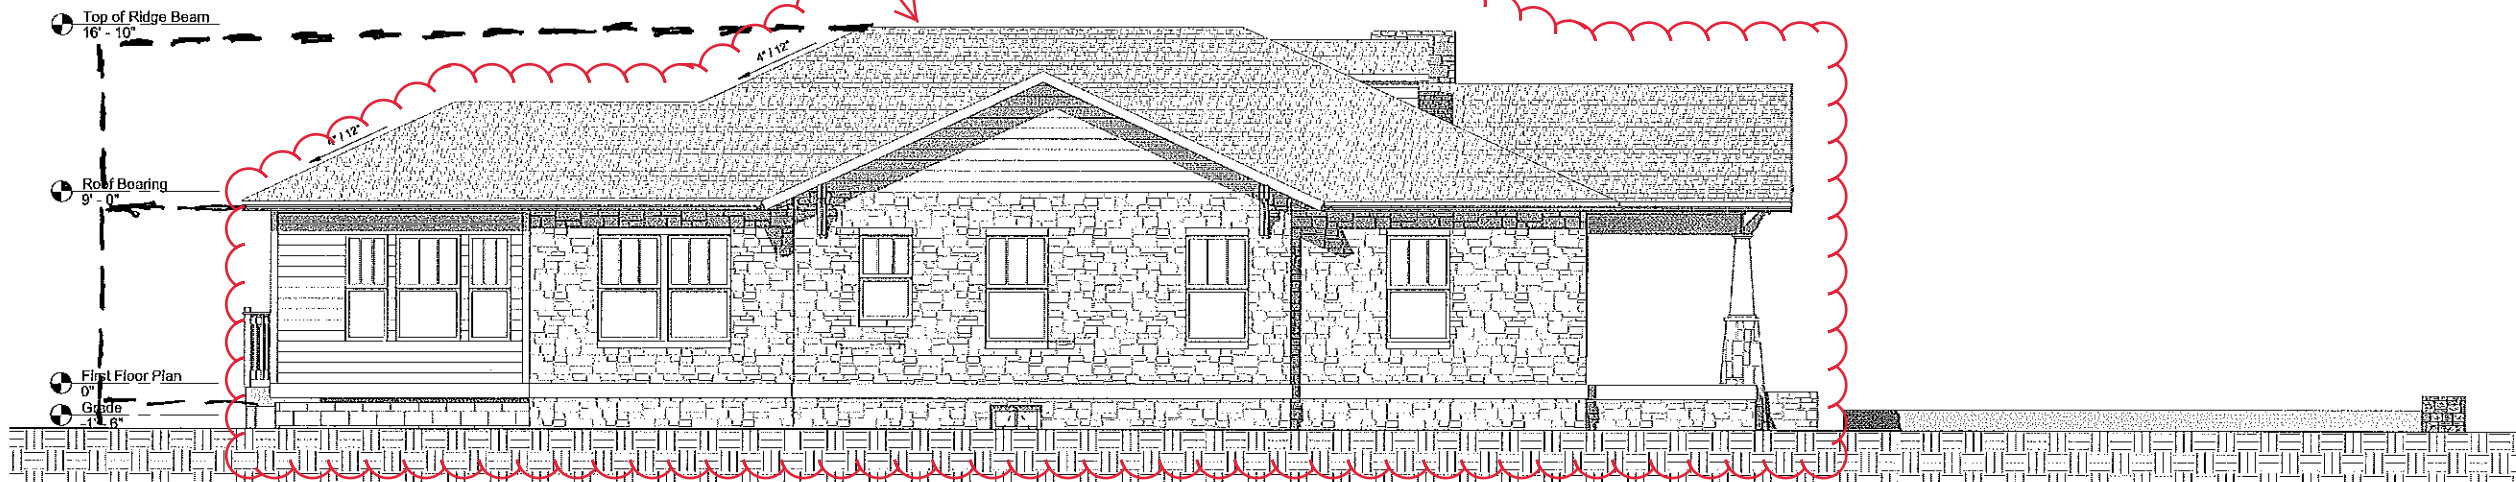 Top of Ridge Beam
16' - 10"
4" / 12"
" / 12"
Roof Bearing
9' - 0"
First Floor Plan
0"
Grade
-1' - 6"